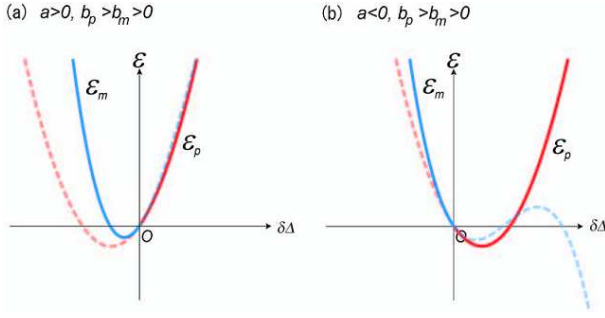 (a) a>0, b_p >b_m >0
ε
ε_m
ε_p
O
δΔ
(b) a<0, b_p >b_m >0
ε
ε_m
ε_p
O
δΔ